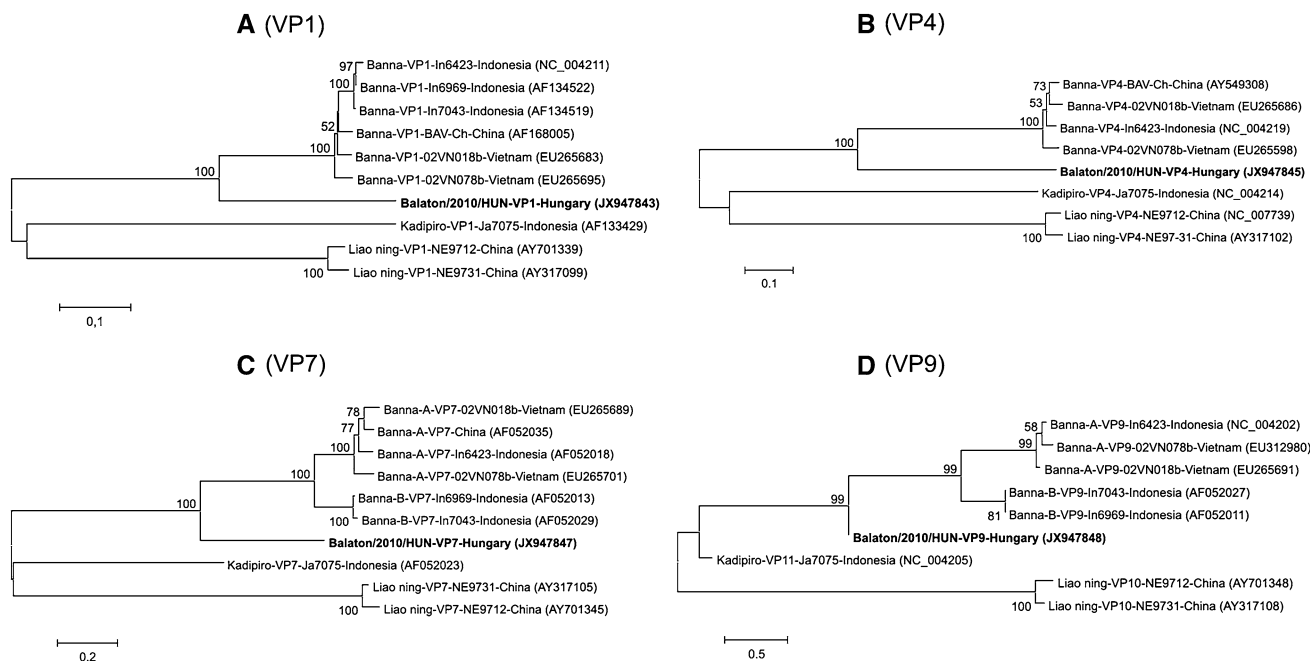 A (VP1)
97
Banna-VP1-In6423-Indonesia (NC_004211)
100
Banna-VP1-In6969-Indonesia (AF134522)
Banna-VP1-In7043-Indonesia (AF134519)
52
Banna-VP1-BAV-Ch-China (AF168005)
100
Banna-VP1-02VN018b-Vietnam (EU265683)
100
Banna-VP1-02VN078b-Vietnam (EU265695)
Balaton/2010/HUN-VP1-Hungary (JX947843)
Kadipiro-VP1-Ja7075-Indonesia (AF133429)
Liao ning-VP1-NE9712-China (AY701339)
100
Liao ning-VP1-NE9731-China (AY317099)
0,1
B (VP4)
73
Banna-VP4-BAV-Ch-China (AY549308)
53
Banna-VP4-02VN018b-Vietnam (EU265686)
100
Banna-VP4-In6423-Indonesia (NC_004219)
100
Banna-VP4-02VN078b-Vietnam (EU265598)
Balaton/2010/HUN-VP4-Hungary (JX947845)
Kadipiro-VP4-Ja7075-Indonesia (NC_004214)
Liao ning-VP4-NE9712-China (NC_007739)
100
Liao ning-VP4-NE97-31-China (AY317102)
0.1
C (VP7)
78
Banna-A-VP7-02VN018b-Vietnam (EU265689)
77
Banna-A-VP7-China (AF052035)
100
Banna-A-VP7-In6423-Indonesia (AF052018)
100
Banna-A-VP7-02VN078b-Vietnam (EU265701)
Banna-B-VP7-In6969-Indonesia (AF052013)
100
100
Banna-B-VP7-In7043-Indonesia (AF052029)
Balaton/2010/HUN-VP7-Hungary (JX947847)
Kadipiro-VP7-Ja7075-Indonesia (AF052023)
Liao ning-VP7-NE9731-China (AY317105)
100
Liao ning-VP7-NE9712-China (AY701345)
0.2
D (VP9)
58
Banna-A-VP9-In6423-Indonesia (NC_004202)
99
Banna-A-VP9-02VN078b-Vietnam (EU312980)
99
Banna-A-VP9-02VN018b-Vietnam (EU265691)
Banna-B-VP9-In7043-Indonesia (AF052027)
99
81
Banna-B-VP9-In6969-Indonesia (AF052011)
Balaton/2010/HUN-VP9-Hungary (JX947848)
Kadipiro-VP11-Ja7075-Indonesia (NC_004205)
Liao ning-VP10-NE9712-China (AY701348)
100
Liao ning-VP10-NE9731-China (AY317108)
0.5